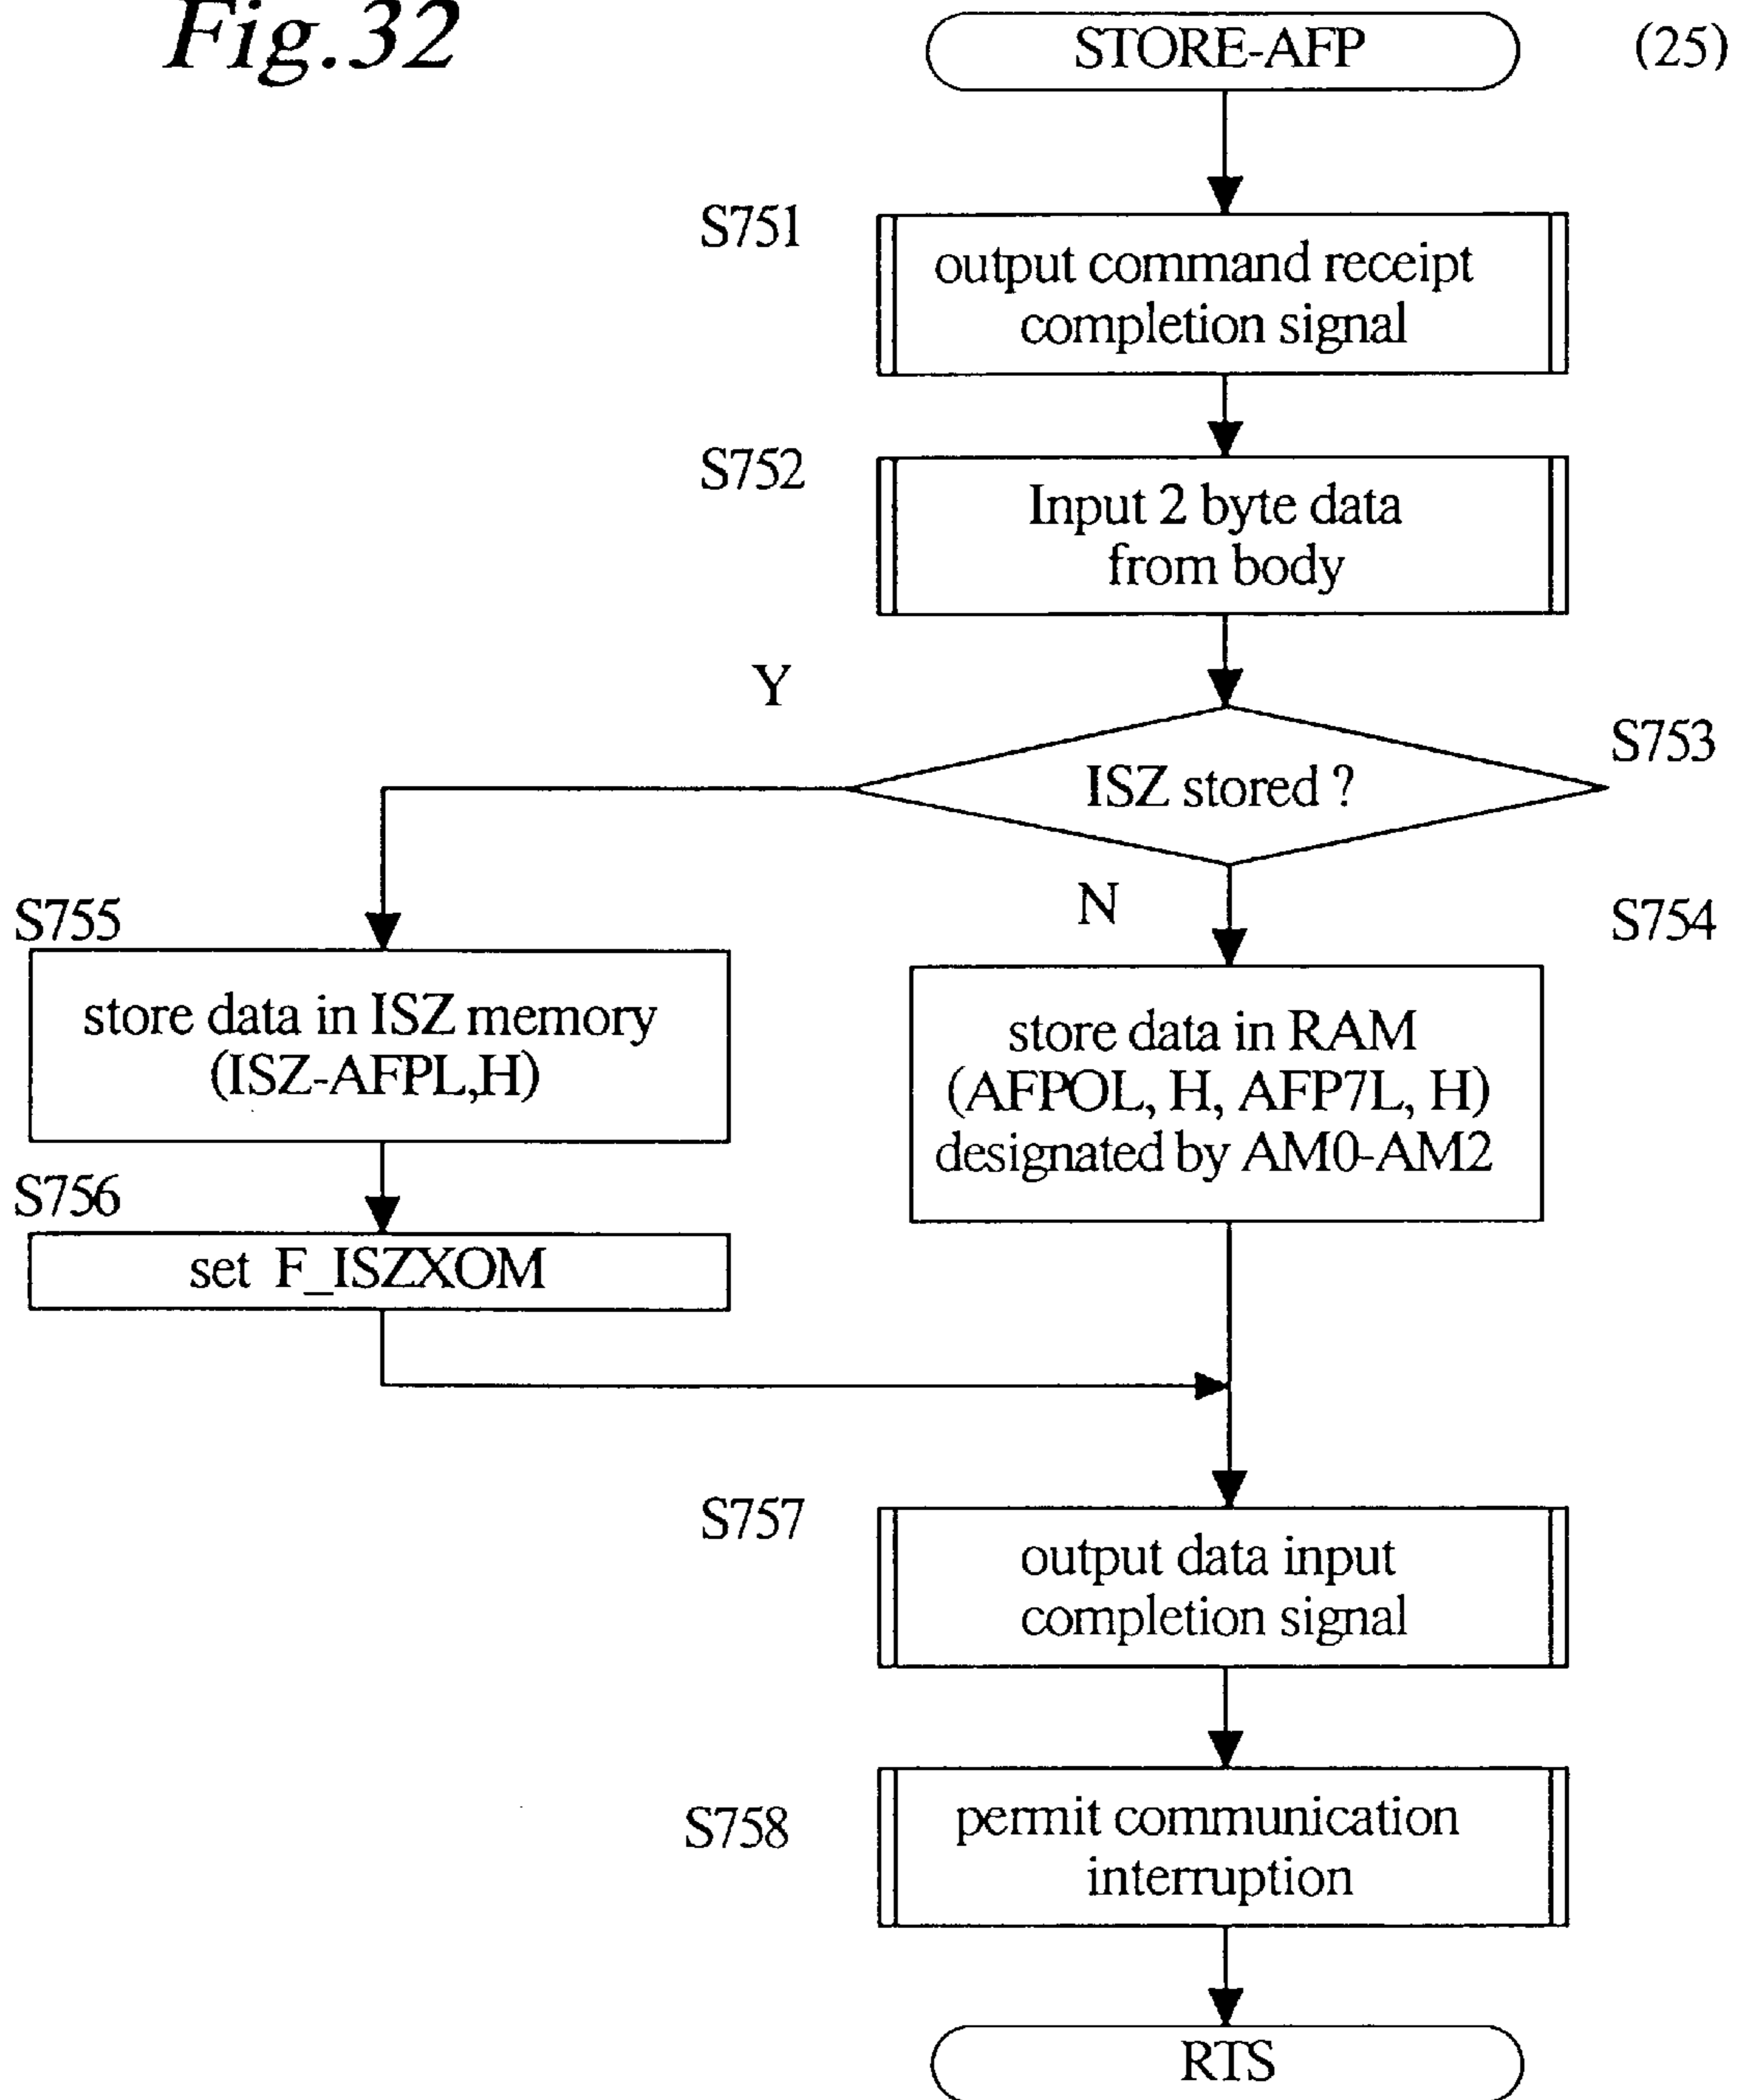 Fig.32
STORE-AFP
(25)
S751
output command receipt
completion signal
S752
Input 2 byte data
from body
Y
S753
ISZ stored ?
N
S755
S754
store data in ISZ memory
(ISZ-AFPL,H)
store data in RAM
(AFPOL, H, AFP7L, H)
designated by AM0-AM2
S756
set F_ISZXOM
S757
output data input
completion signal
S758
permit communication
interruption
RTS